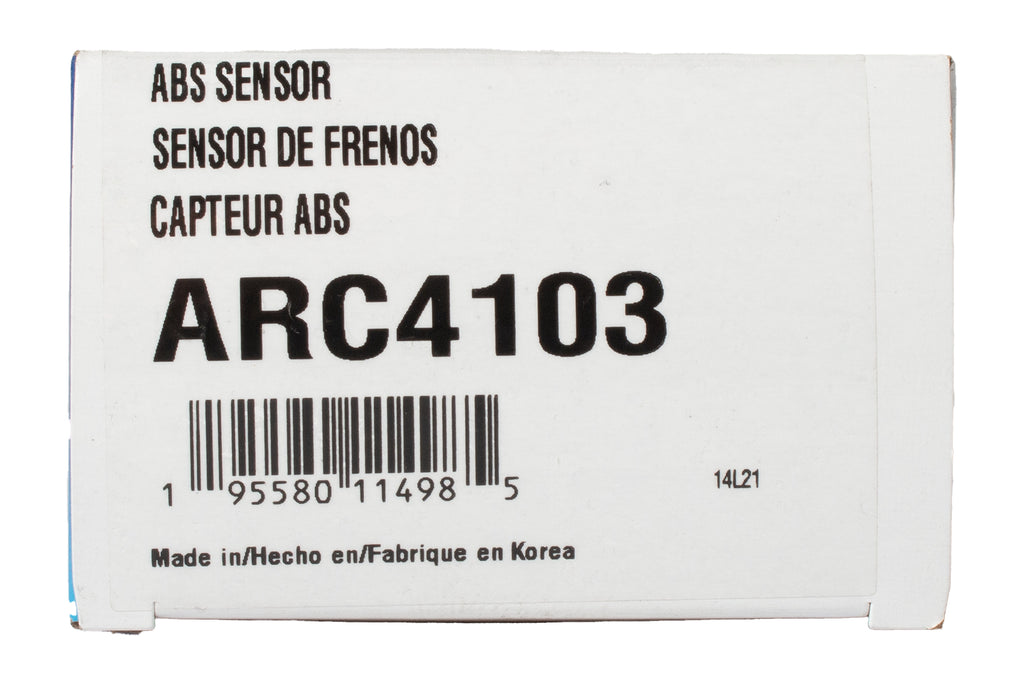 ABS SENSOR
SENSOR DE FRENOS
CAPTEUR ABS
ARC4103
1 95580 11498 5
14L21
Made in/Hecho en/Fabrique en Korea